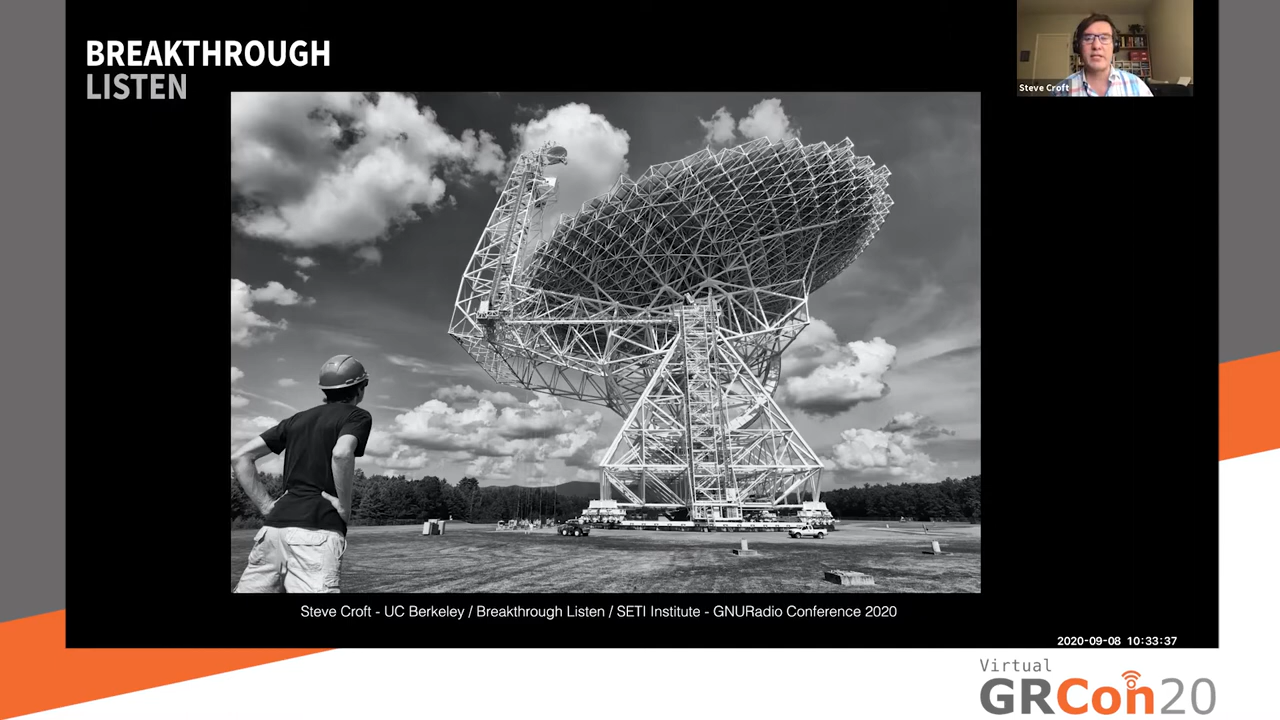 BREAKTHROUGH
LISTEN
Steve Croft
Steve Croft - UC Berkeley / Breakthrough Listen / SETI Institute - GNURadio Conference 2020
2020-09-08 10:33:37
Virtual
GRCon20